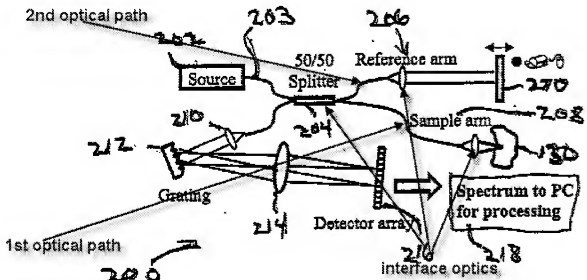 2nd optical path
203
206
202
50/50
Reference arm
Source
Splitter
270
208
210
204
Sample arm
212
180
Grating
214
Spectrum to PC
for processing
Detector array
1st optical path
216
218
200
interface optics